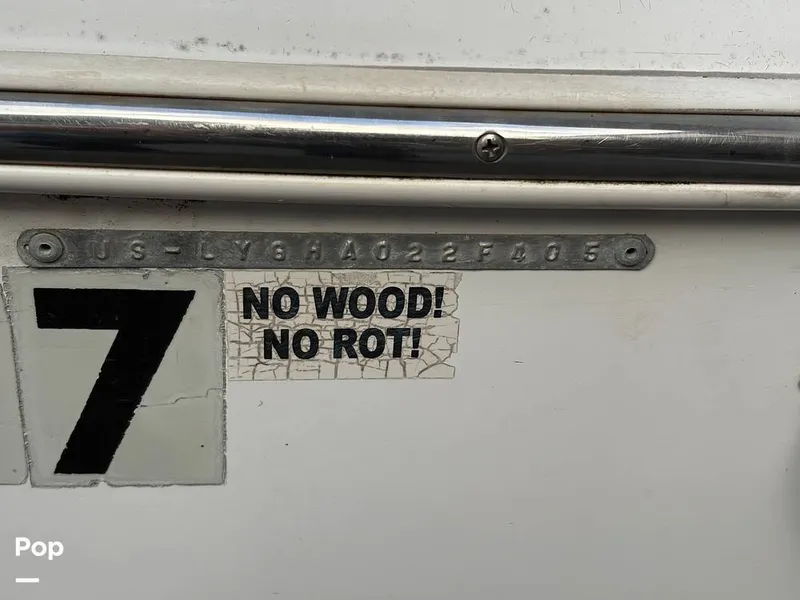 US-LYGHA022F405
7
NO WOOD!
NO ROT!
Pop